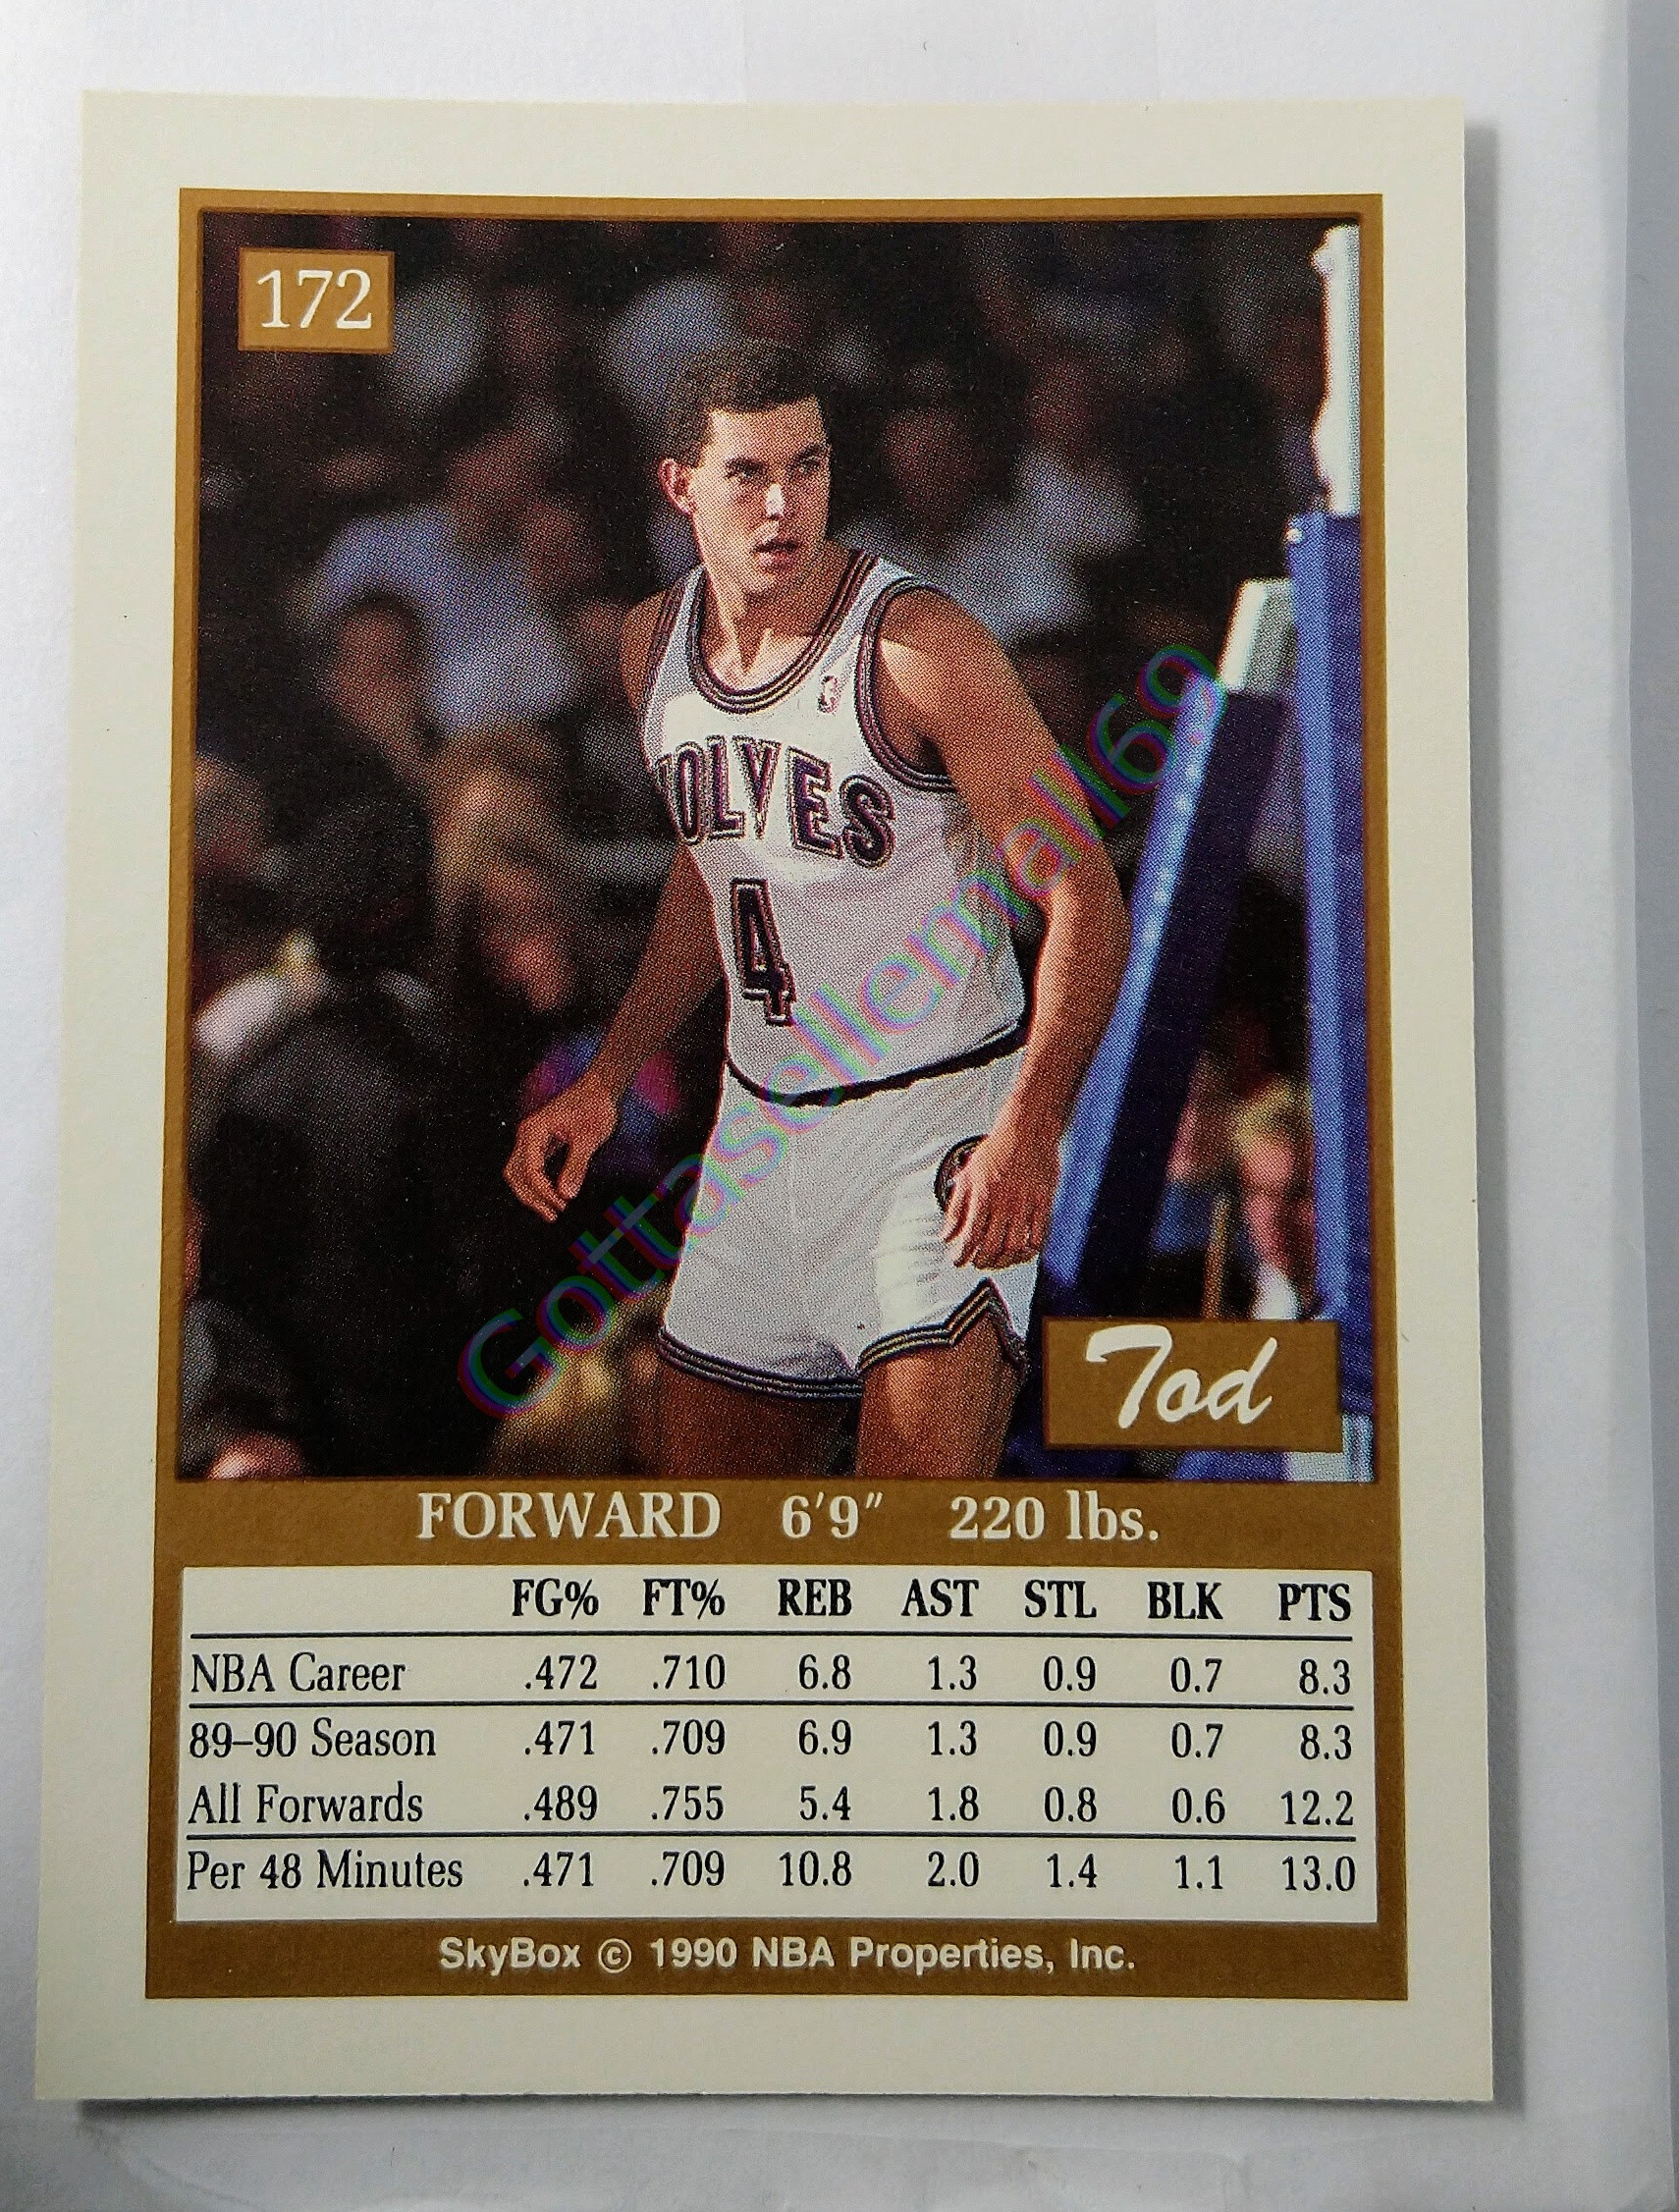 172
WOLVES
4
Gottasellemall69
Tod
FORWARD 6'9" 220 lbs.
FG% FT% REB AST STL BLK PTS
NBA Career .472 .710 6.8 1.3 0.9 0.7 8.3
89–90 Season .471 .709 6.9 1.3 0.9 0.7 8.3
All Forwards .489 .755 5.4 1.8 0.8 0.6 12.2
Per 48 Minutes .471 .709 10.8 2.0 1.4 1.1 13.0
SkyBox © 1990 NBA Properties, Inc.